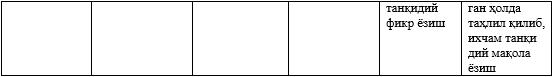 танқидий
фикр ёзиш
ган ҳолда
таҳлил қилиб,
ихчам танқи
дий мақола
ёзиш